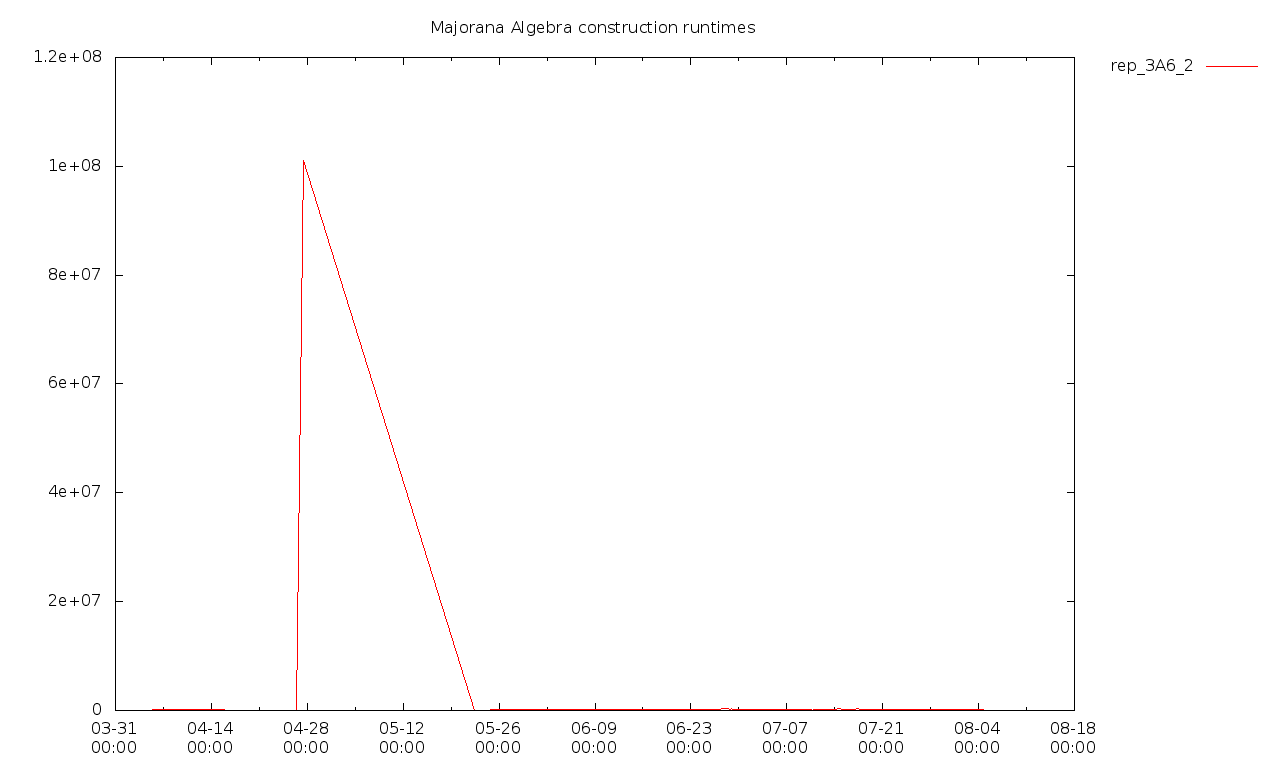 Majorana Algebra construction runtimes
rep_3A6_2
1.2e+08
1e+08
8e+07
6e+07
4e+07
2e+07
0
03-31 04-14 04-28 05-12 05-26 06-09 06-23 07-07 07-21 08-04 08-18
00:00 00:00 00:00 00:00 00:00 00:00 00:00 00:00 00:00 00:00 00:00